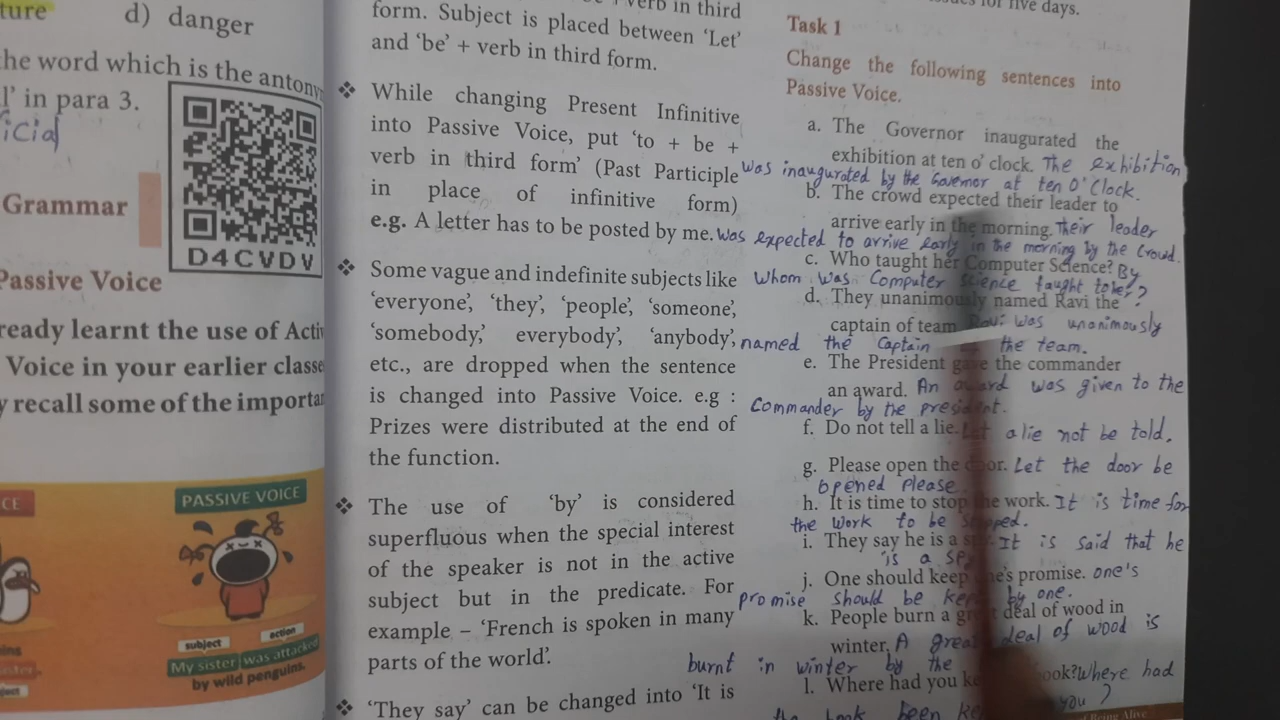 ture
d) danger
the word which is the antony
l' in para 3.
icial
D4CVDV
Grammar
Passive Voice
ready learnt the use of Activ
Voice in your earlier classe
y recall some of the importan
CE
PASSIVE VOICE
subject
action
My sister was attacked
by wild penguins.
verb in third
form. Subject is placed between 'Let'
and 'be' + verb in third form.
❖ While changing Present Infinitive
into Passive Voice, put 'to + be +
verb in third form' (Past Participle
in place of infinitive form)
e.g. A letter has to be posted by me.
❖ Some vague and indefinite subjects like
'everyone', 'they', 'people', 'someone',
'somebody', everybody', 'anybody',
etc., are dropped when the sentence
is changed into Passive Voice. e.g :
Prizes were distributed at the end of
the function.
❖ The use of 'by' is considered
superfluous when the special interest
of the speaker is not in the active
subject but in the predicate. For
example – 'French is spoken in many
parts of the world'.
❖ 'They say' can be changed into 'It is
for five days.
Task 1
Change the following sentences into
Passive Voice.
a. The Governor inaugurated the
exhibition at ten o' clock. The exhibition
was inaugurated by the Governor at ten O'Clock.
b. The crowd expected their leader to
arrive early in the morning. Their leader
was expected to arrive early in the morning by the crowd.
c. Who taught her Computer Science? By
whom was Computer Science taught to her?
d. They unanimously named Ravi the
captain of team Ravi was unanimously
named the Captain the team.
e. The President gave the commander
an award. An award was given to the
Commander by the president.
f. Do not tell a lie. Let a lie not be told.
g. Please open the door. Let the door be
opened Please
h. It is time to stop the work. It is time for
the work to be stopped.
i. They say he is a It is said that he
is a
j. One should keep one's promise. one's
promise should be kept by one.
k. People burn a great deal of wood in
winter. A great deal of wood is
burnt in winter by the
l. Where had you ook? Where had
the book been you?
Being Alive